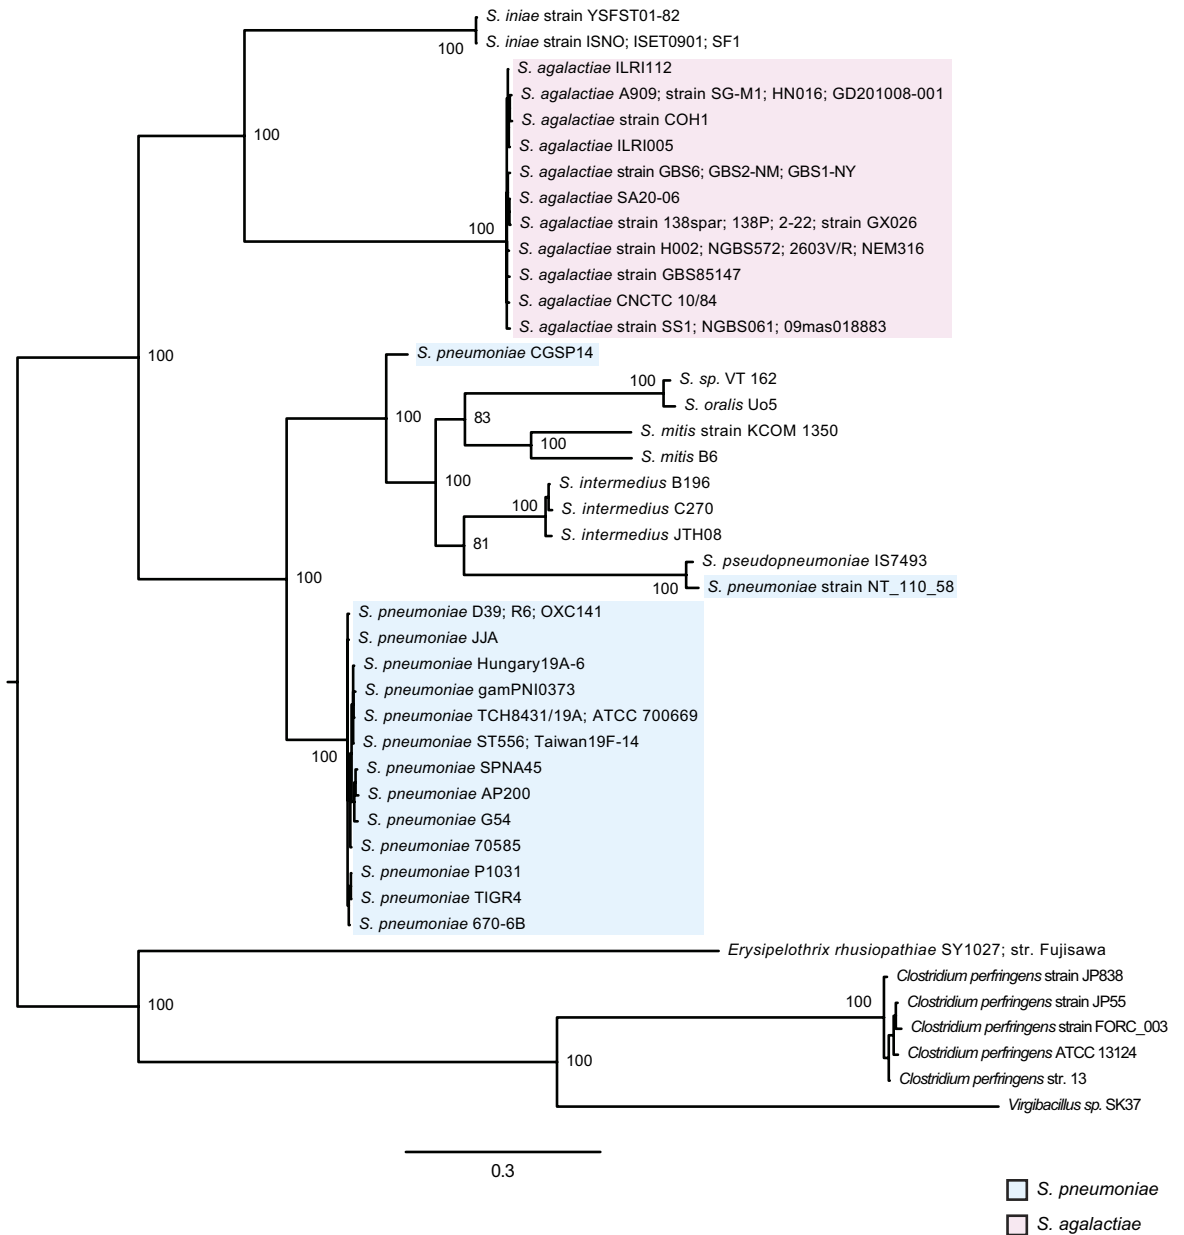 S. iniae strain YSFST01-82
S. iniae strain ISNO; ISET0901; SF1
100
S. agalactiae ILRI112
S. agalactiae A909; strain SG-M1; HN016; GD201008-001
S. agalactiae strain COH1
100
S. agalactiae ILRI005
S. agalactiae strain GBS6; GBS2-NM; GBS1-NY
S. agalactiae SA20-06
S. agalactiae strain 138spar; 138P; 2-22; strain GX026
100
S. agalactiae strain H002; NGBS572; 2603V/R; NEM316
S. agalactiae strain GBS85147
S. agalactiae CNCTC 10/84
S. agalactiae strain SS1; NGBS061; 09mas018883
100
S. pneumoniae CGSP14
100
S. sp. VT 162
S. oralis Uo5
100
83
S. mitis strain KCOM 1350
100
S. mitis B6
100
S. intermedius B196
100
S. intermedius C270
S. intermedius JTH08
81
S. pseudopneumoniae IS7493
100
100
S. pneumoniae strain NT_110_58
S. pneumoniae D39; R6; OXC141
S. pneumoniae JJA
S. pneumoniae Hungary19A-6
S. pneumoniae gamPNI0373
S. pneumoniae TCH8431/19A; ATCC 700669
S. pneumoniae ST556; Taiwan19F-14
100
S. pneumoniae SPNA45
S. pneumoniae AP200
S. pneumoniae G54
S. pneumoniae 70585
S. pneumoniae P1031
S. pneumoniae TIGR4
S. pneumoniae 670-6B
Erysipelothrix rhusiopathiae SY1027; str. Fujisawa
100
Clostridium perfringens strain JP838
100
Clostridium perfringens strain JP55
Clostridium perfringens strain FORC_003
Clostridium perfringens ATCC 13124
100
Clostridium perfringens str. 13
Virgibacillus sp. SK37
0.3
S. pneumoniae
S. agalactiae